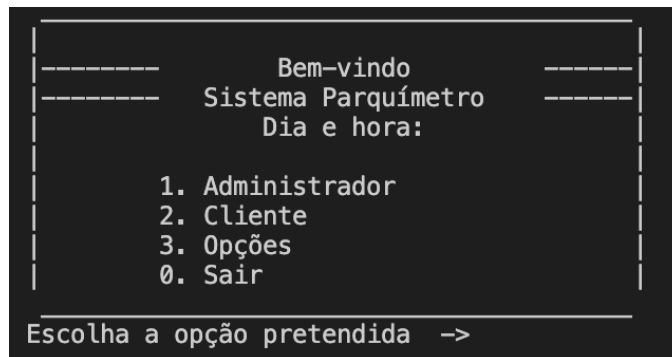 Bem-vindo
Sistema Parquímetro
Dia e hora:
1. Administrador
2. Cliente
3. Opções
0. Sair
Escolha a opção pretendida ->